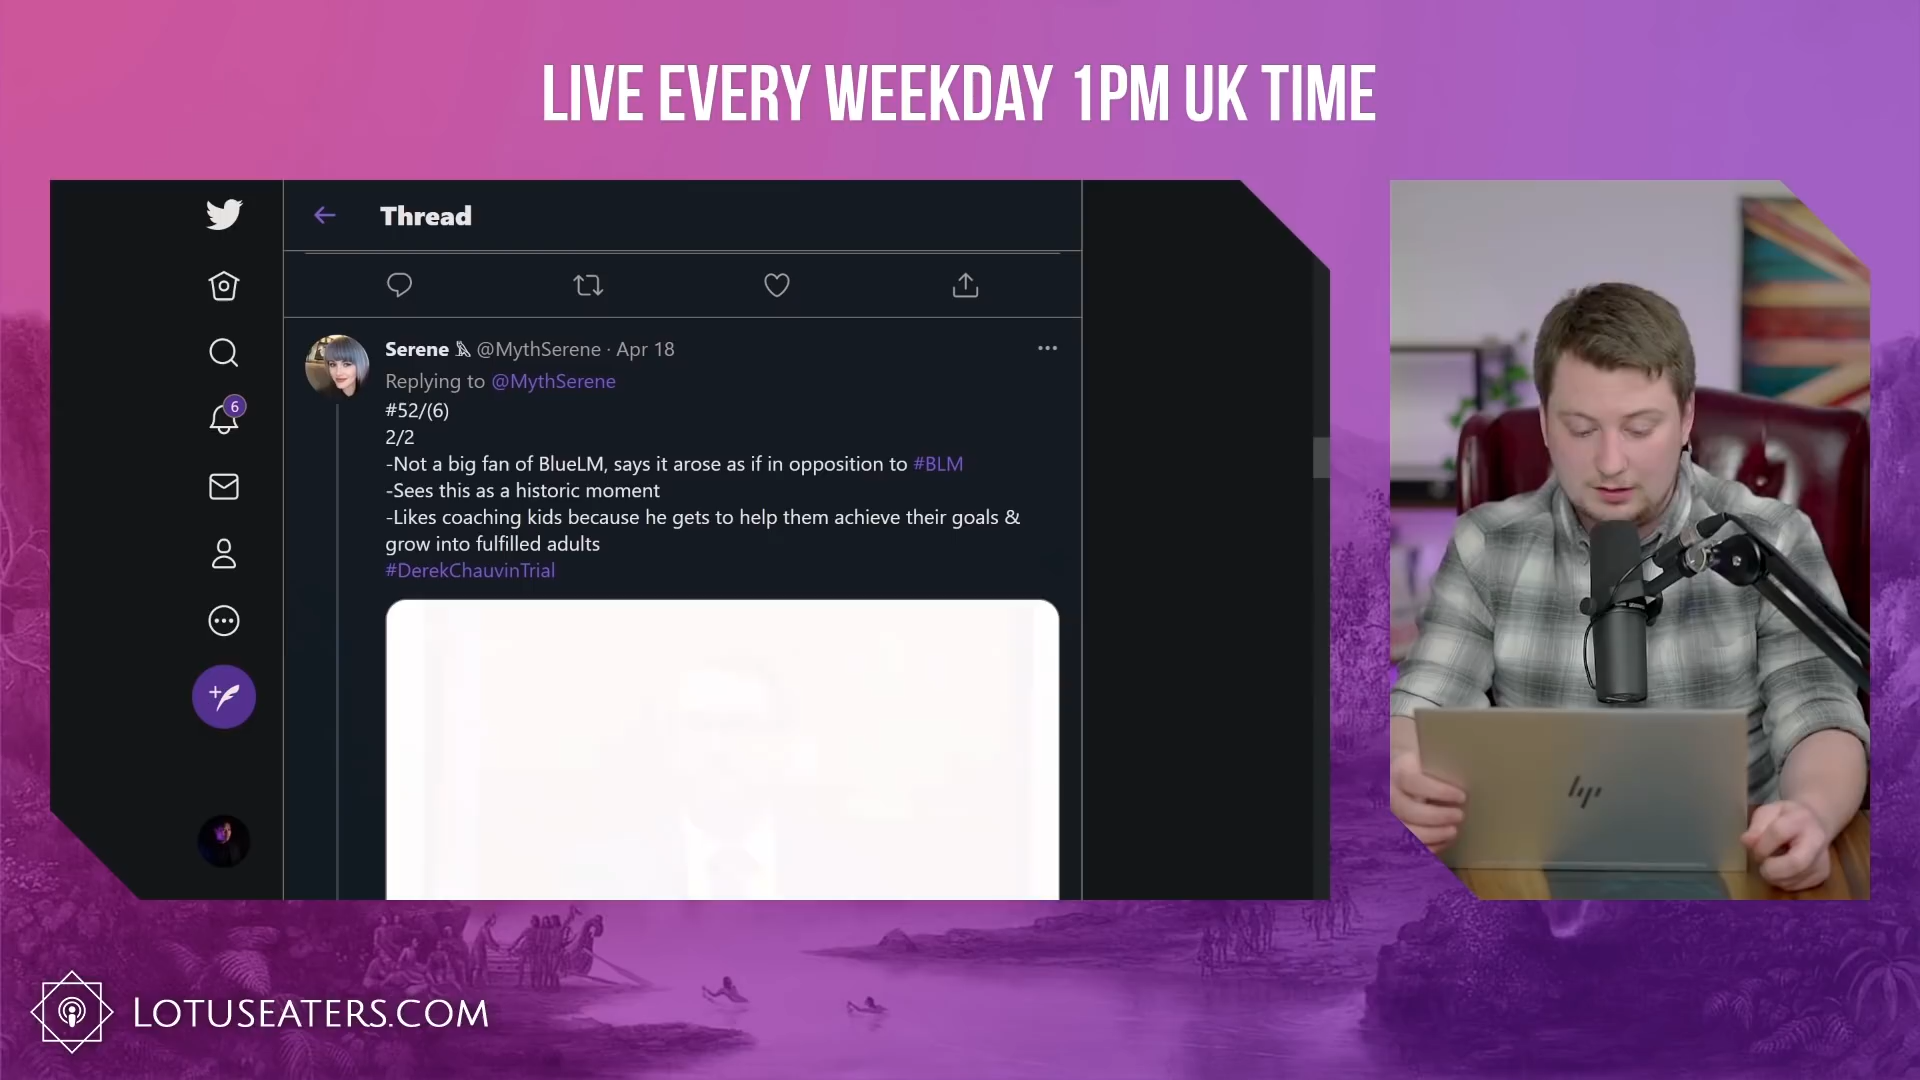 LIVE EVERY WEEKDAY 1PM UK TIME
Thread
Serene @MythSerene · Apr 18
Replying to @MythSerene
#52/(6)
2/2
-Not a big fan of BlueLM, says it arose as if in opposition to #BLM
-Sees this as a historic moment
-Likes coaching kids because he gets to help them achieve their goals &
grow into fulfilled adults
#DerekChauvinTrial
6
hp
LOTUSEATERS.COM